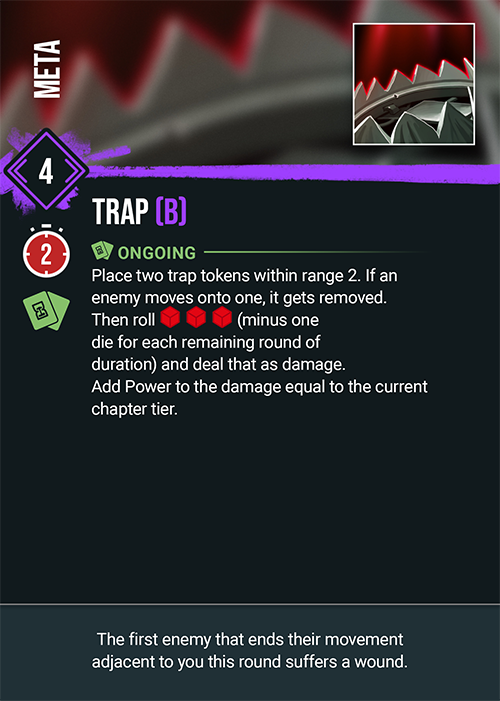 META
4
TRAP (B)
2
ONGOING
Place two trap tokens within range 2. If an
enemy moves onto one, it gets removed.
Then roll (minus one
die for each remaining round of
duration) and deal that as damage.
Add Power to the damage equal to the current
chapter tier.
The first enemy that ends their movement
adjacent to you this round suffers a wound.